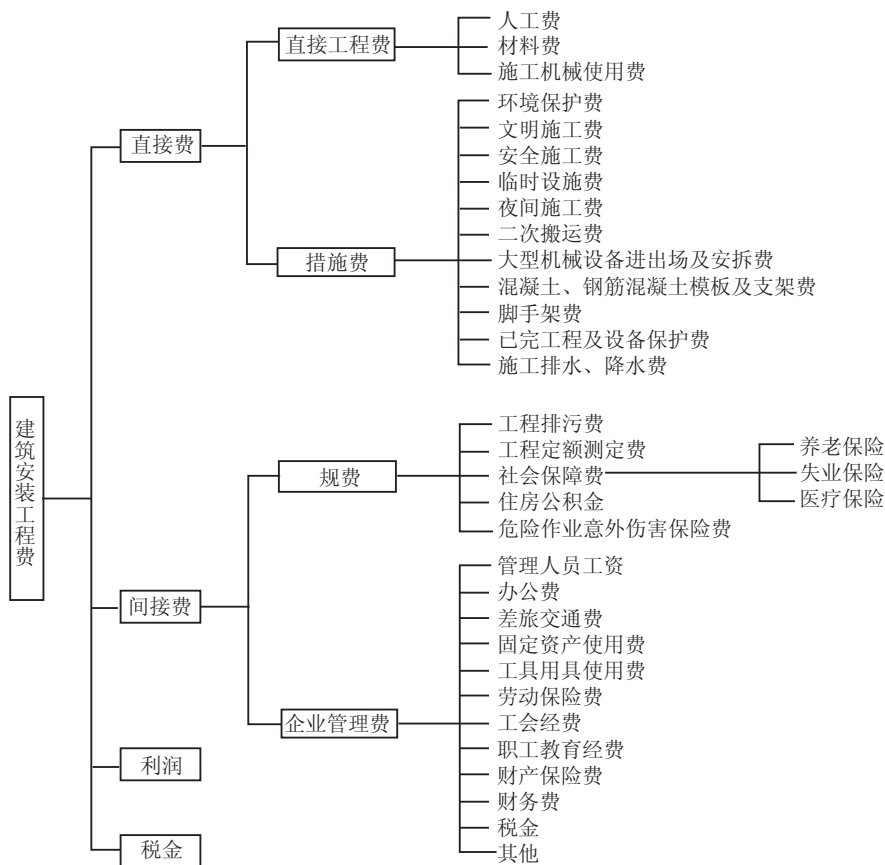 建筑安装工程费
直接费
直接工程费
人工费
材料费
施工机械使用费
措施费
环境保护费
文明施工费
安全施工费
临时设施费
夜间施工费
二次搬运费
大型机械设备进出场及安拆费
混凝土、钢筋混凝土模板及支架费
脚手架费
已完工程及设备保护费
施工排水、降水费
间接费
规费
工程排污费
工程定额测定费
社会保障费
养老保险
失业保险
医疗保险
住房公积金
危险作业意外伤害保险费
企业管理费
管理人员工资
办公费
差旅交通费
固定资产使用费
工具用具使用费
劳动保险费
工会经费
职工教育经费
财产保险费
财务费
税金
其他
利润
税金